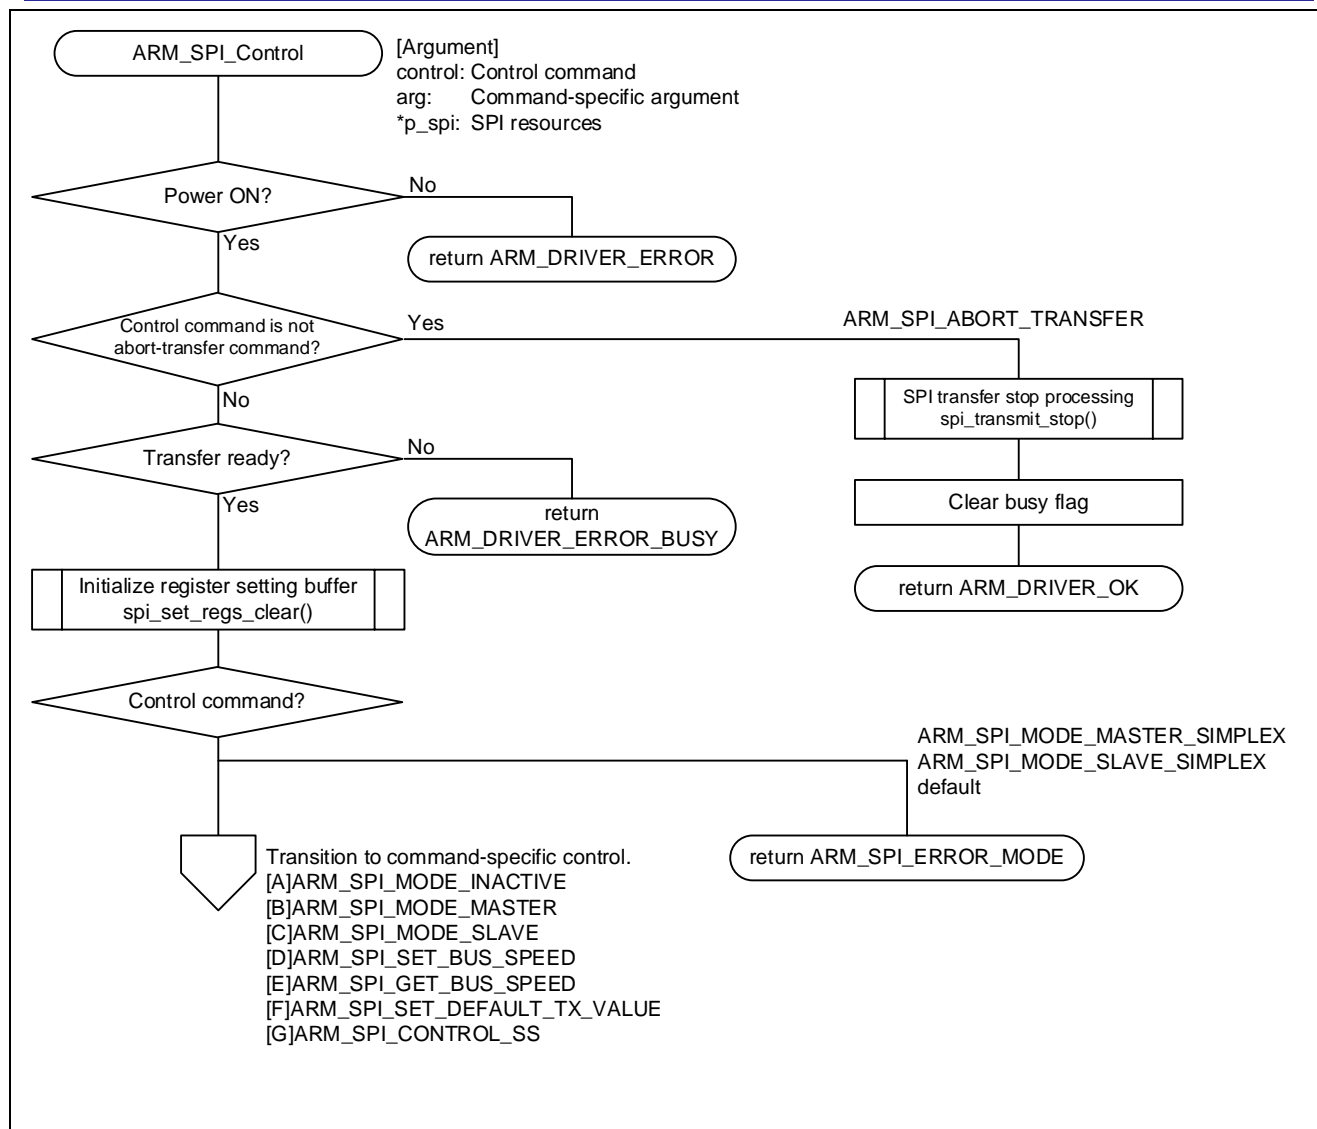 ARM_SPI_Control
[Argument]
control: Control command
arg: Command-specific argument
*p_spi: SPI resources
Power ON?
No
Yes
return ARM_DRIVER_ERROR
Control command is not
abort-transfer command?
Yes
ARM_SPI_ABORT_TRANSFER
No
SPI transfer stop processing
spi_transmit_stop()
Transfer ready?
No
Yes
Clear busy flag
return
ARM_DRIVER_ERROR_BUSY
return ARM_DRIVER_OK
Initialize register setting buffer
spi_set_regs_clear()
Control command?
ARM_SPI_MODE_MASTER_SIMPLEX
ARM_SPI_MODE_SLAVE_SIMPLEX
default
return ARM_SPI_ERROR_MODE
Transition to command-specific control.
[A]ARM_SPI_MODE_INACTIVE
[B]ARM_SPI_MODE_MASTER
[C]ARM_SPI_MODE_SLAVE
[D]ARM_SPI_SET_BUS_SPEED
[E]ARM_SPI_GET_BUS_SPEED
[F]ARM_SPI_SET_DEFAULT_TX_VALUE
[G]ARM_SPI_CONTROL_SS